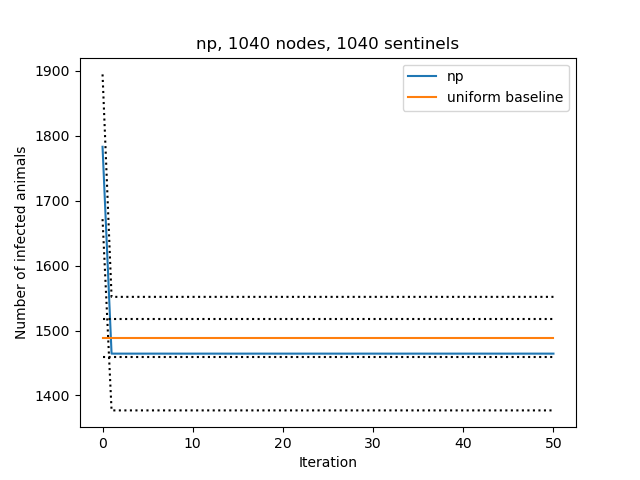 np, 1040 nodes, 1040 sentinels
np
uniform baseline
Number of infected animals
1900
1800
1700
1600
1500
1400
0 10 20 30 40 50
Iteration